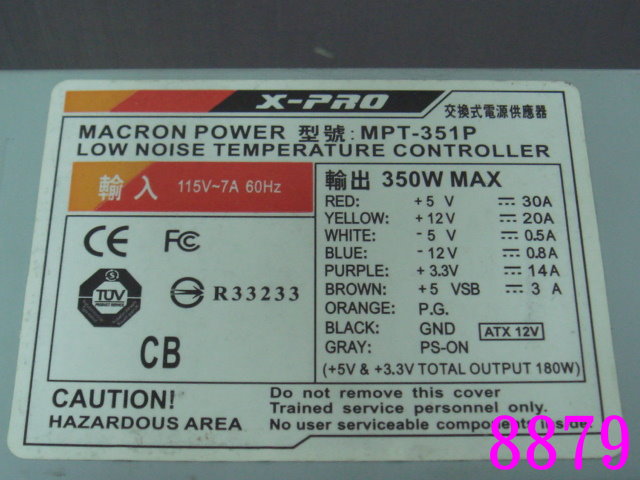 X-PRO 交換式電源供應器
MACRON POWER 型號: MPT-351P
LOW NOISE TEMPERATURE CONTROLLER
輸入 115V~7A 60Hz
CE FC
TUV
PRODUCT SERVICE
R33233
CB
輸出 350W MAX
RED: +5 V 30A
YELLOW: +12V 20A
WHITE: -5 V 0.5A
BLUE: -12V 0.8A
PURPLE: +3.3V 14A
BROWN: +5 VSB 3 A
ORANGE: P.G.
BLACK: GND ATX 12V
GRAY: PS-ON
(+5V & +3.3V TOTAL OUTPUT 180W)
CAUTION!
HAZARDOUS AREA
Do not remove this cover
Trained service personnel only.
No user serviceable components inside.
8879